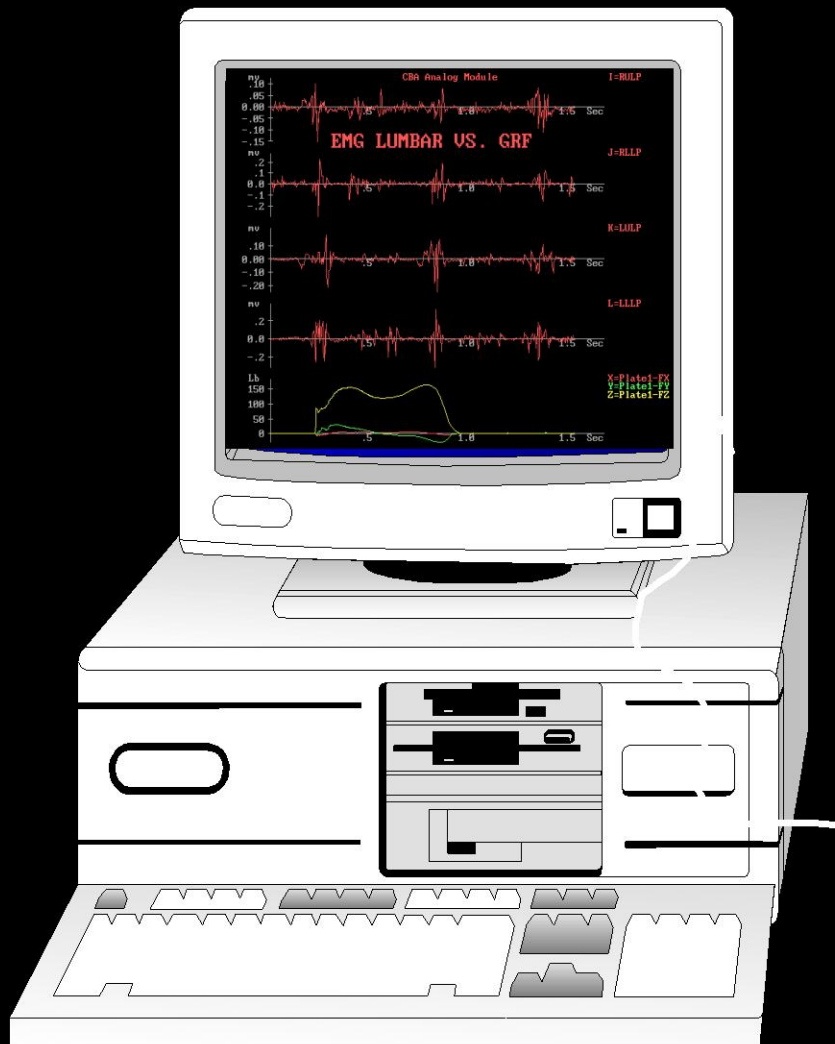 CBA Analog Module
I=RULP
mv
.10
.05
0.00
-.05
-.10
-.15
.5 1.0 1.5 Sec
EMG LUMBAR VS. GRF
J=RLLP
mv
.2
.1
0.0
-.1
-.2
.5 1.0 1.5 Sec
K=LULP
mv
.10
0.00
-.10
-.20
.5 1.0 1.5 Sec
L=LLLP
mv
.2
0.0
-.2
.5 1.0 1.5 Sec
X=Plate1-FX
Y=Plate1-FY
Z=Plate1-FZ
Lb
150
100
50
0
.5 1.0 1.5 Sec